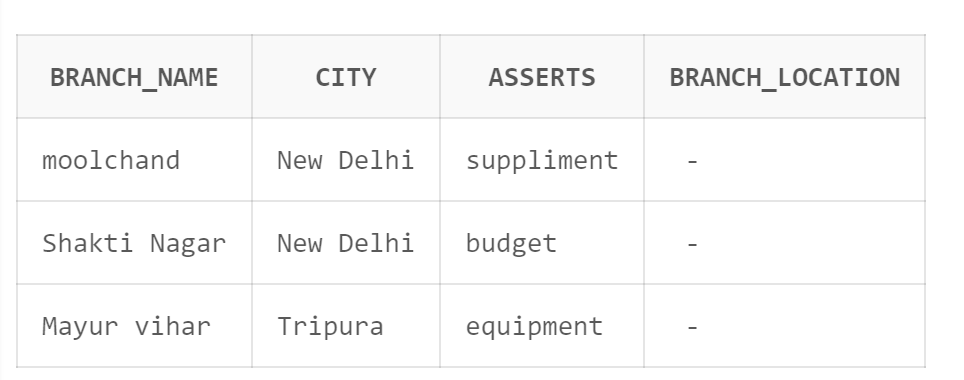 BRANCH_NAME CITY ASSERTS BRANCH_LOCATION
moolchand New Delhi suppliment -
Shakti Nagar New Delhi budget -
Mayur vihar Tripura equipment -